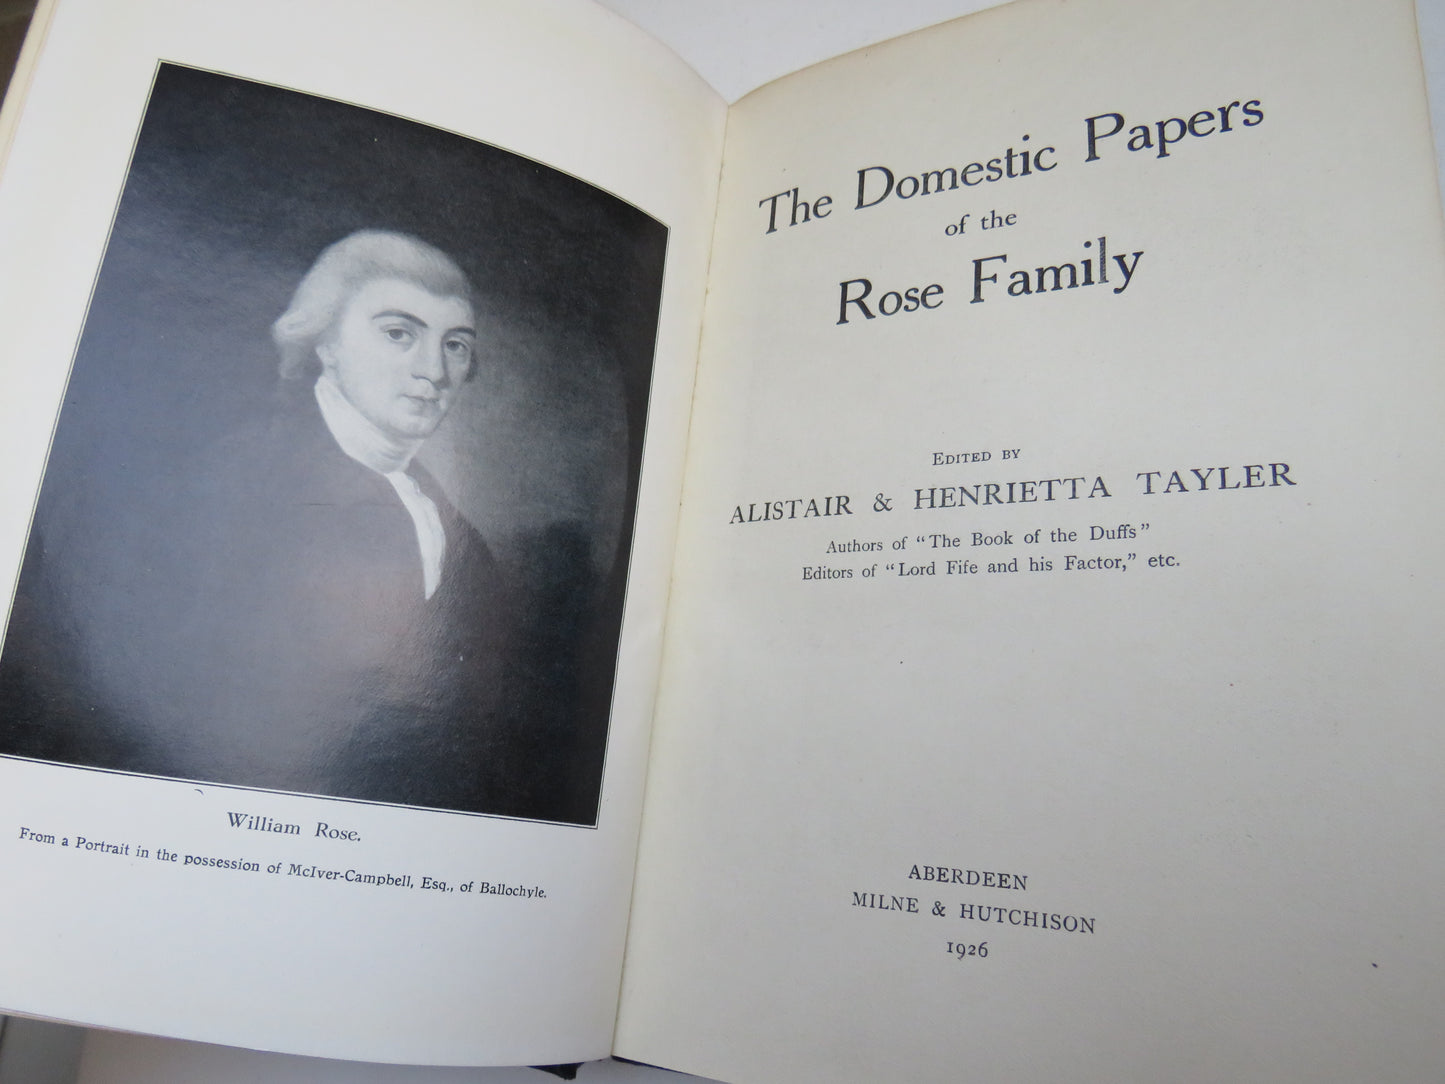 William Rose.
From a Portrait in the possession of McIver-Campbell, Esq., of Ballochyle.
The Domestic Papers
of the
Rose Family
EDITED BY
ALISTAIR & HENRIETTA TAYLER
Authors of "The Book of the Duffs"
Editors of "Lord Fife and his Factor," etc.
ABERDEEN
MILNE & HUTCHISON
1926